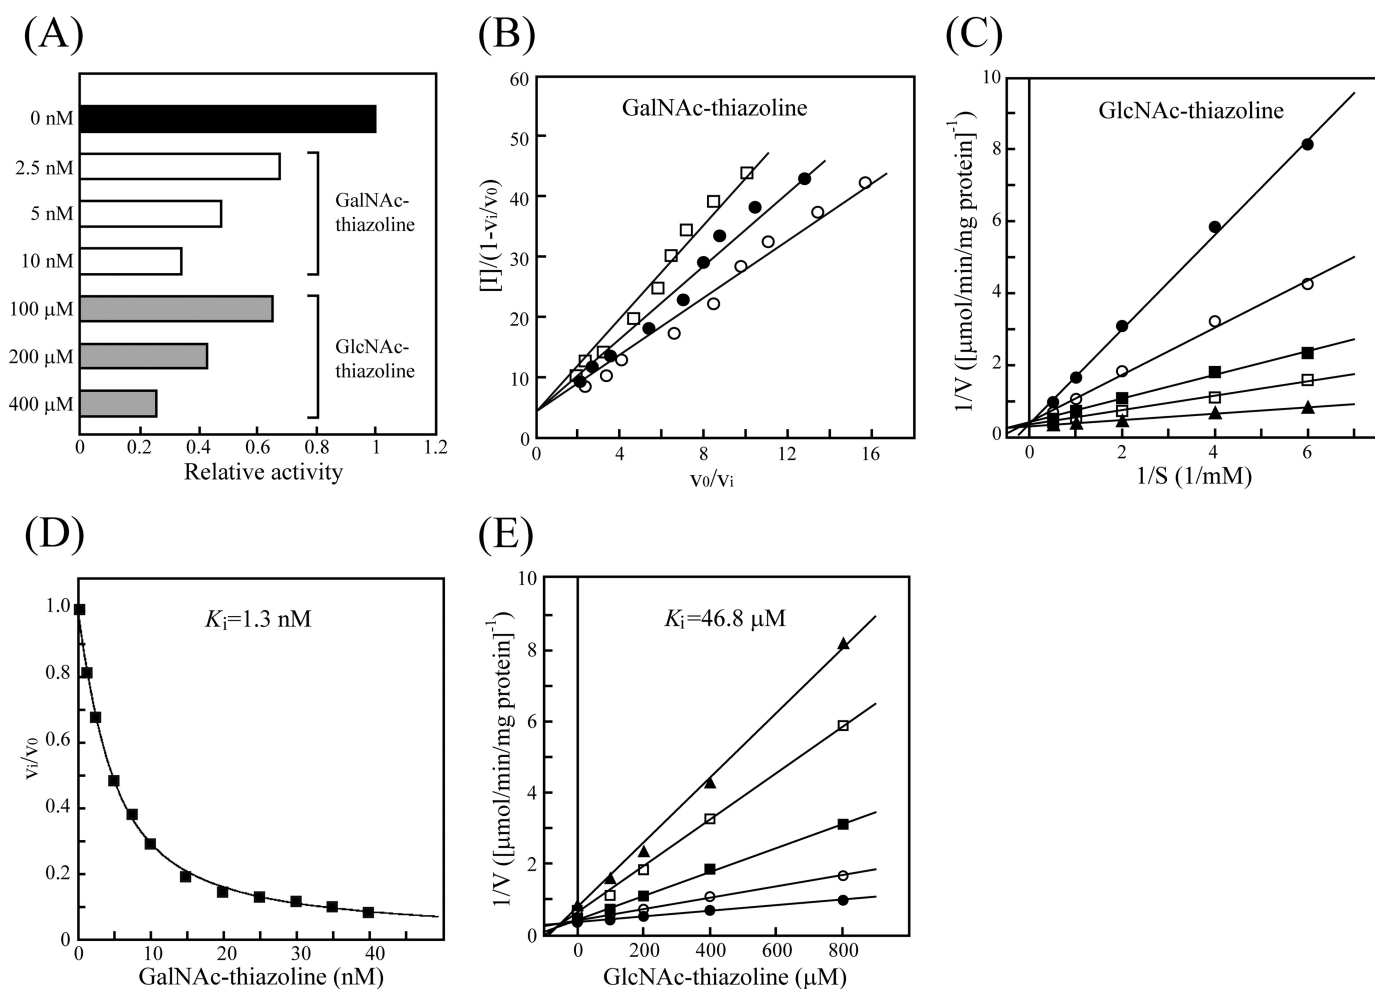 (A)
0 nM
2.5 nM
5 nM
10 nM
100 μM
200 μM
400 μM
GalNAc-
thiazoline
GlcNAc-
thiazoline
0 0.2 0.4 0.6 0.8 1 1.2
Relative activity
(B)
GalNAc-thiazoline
[I]/(1-vi/v0)
60
50
40
30
20
10
0
0 4 8 12 16
v0/vi
(C)
GlcNAc-thiazoline
1/V ([μmol/min/mg protein]-1)
10
8
6
4
2
0
0 2 4 6
1/S (1/mM)
(D)
Ki=1.3 nM
vi/v0
1.0
0.8
0.6
0.4
0.2
0
0 10 20 30 40
GalNAc-thiazoline (nM)
(E)
Ki=46.8 μM
1/V ([μmol/min/mg protein]-1)
10
8
6
4
2
0
0 200 400 600 800
GlcNAc-thiazoline (μM)